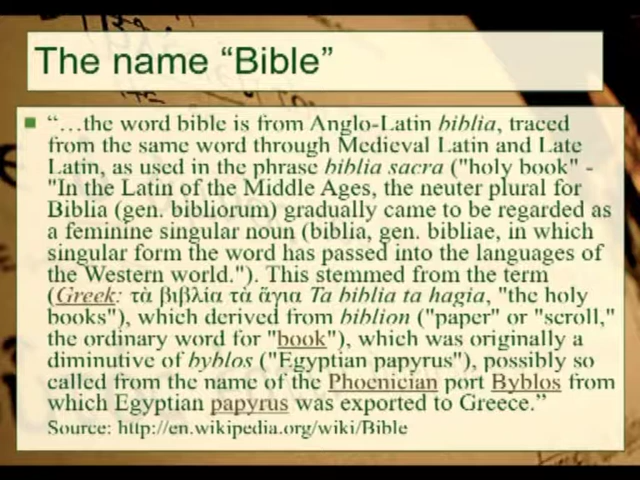 The name “Bible”
“…the word bible is from Anglo-Latin biblia, traced
from the same word through Medieval Latin and Late
Latin, as used in the phrase biblia sacra ("holy book" -
"In the Latin of the Middle Ages, the neuter plural for
Biblia (gen. bibliorum) gradually came to be regarded as
a feminine singular noun (biblia, gen. bibliae, in which
singular form the word has passed into the languages of
the Western world."). This stemmed from the term
(Greek: τὰ βιβλία τὰ ἅγια Ta biblia ta hagia, "the holy
books"), which derived from biblion ("paper" or "scroll,"
the ordinary word for "book"), which was originally a
diminutive of byblos ("Egyptian papyrus"), possibly so
called from the name of the Phoenician port Byblos from
which Egyptian papyrus was exported to Greece.”
Source: http://en.wikipedia.org/wiki/Bible